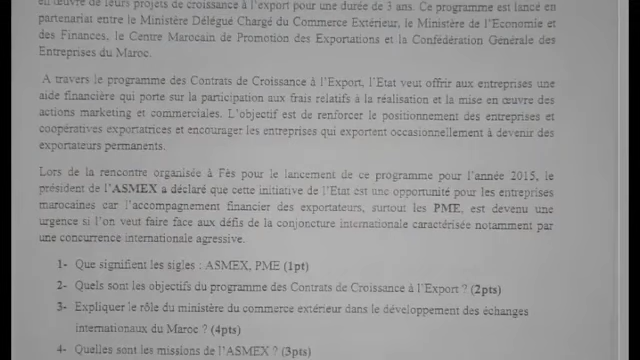 en œuvre de leurs projets de croissance à l'export pour une durée de 3 ans. Ce programme est lancé en
partenariat entre le Ministère Délégué Chargé du Commerce Extérieur, le Ministère de l'Economie et
des Finances, le Centre Marocain de Promotion des Exportations et la Confédération Générale des
Entreprises du Maroc.
A travers le programme des Contrats de Croissance à l'Export, l'Etat veut offrir aux entreprises une
aide financière qui porte sur la participation aux frais relatifs à la réalisation et la mise en œuvre des
actions marketing et commerciales. L'objectif est de renforcer le positionnement des entreprises et
coopératives exportatrices et encourager les entreprises qui exportent occasionnellement à devenir des
exportateurs permanents.
Lors de la rencontre organisée à Fès pour le lancement de ce programme pour l'année 2015, le
président de l'ASMEX a déclaré que cette initiative de l'Etat est une opportunité pour les entreprises
marocaines car l'accompagnement financier des exportateurs, surtout les PME, est devenu une
urgence si l'on veut faire face aux défis de la conjoncture internationale caractérisée notamment par
une concurrence internationale agressive.
1- Que signifient les sigles : ASMEX, PME (1pt)
2- Quels sont les objectifs du programme des Contrats de Croissance à l'Export ? (2pts)
3- Expliquer le rôle du ministère du commerce extérieur dans le développement des échanges
internationaux du Maroc ? (4pts)
4- Quelles sont les missions de l'ASMEX ? (3pts)